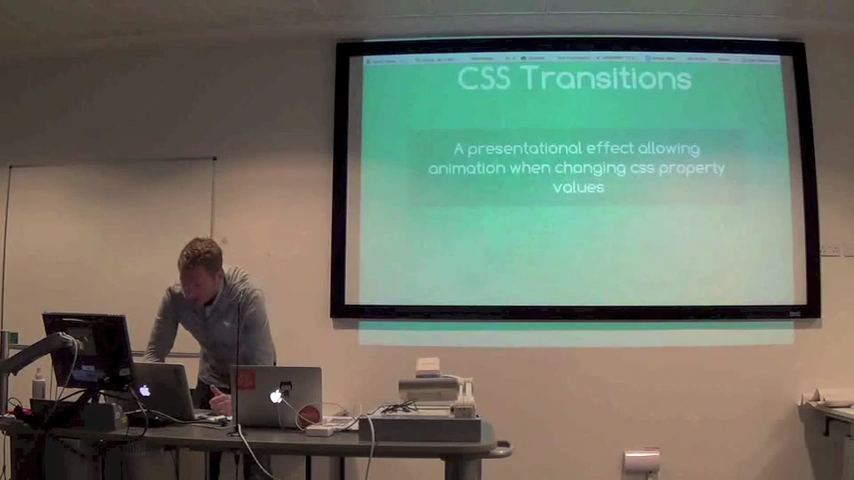 CSS Transitions
A presentational effect allowing
animation when changing css property
values